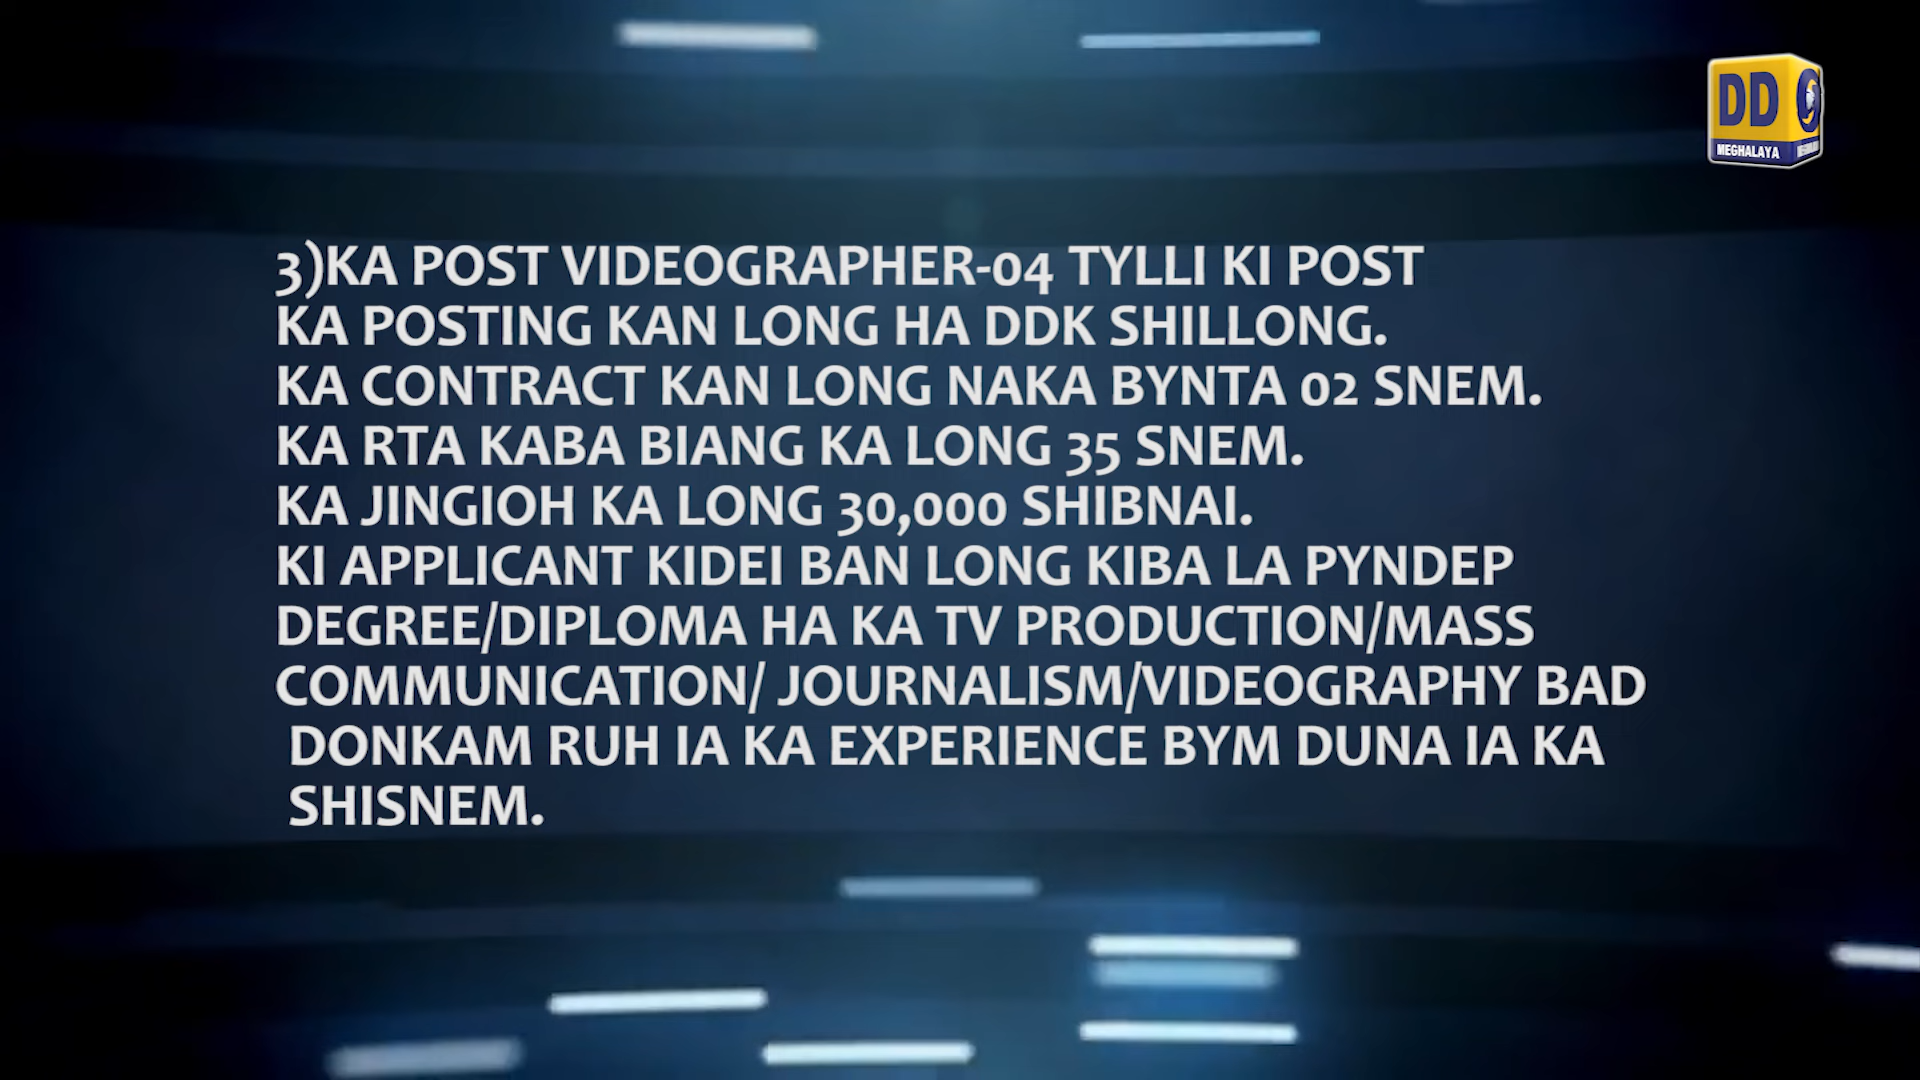 DD
MEGHALAYA
3)KA POST VIDEOGRAPHER-04 TYLLI KI POST
KA POSTING KAN LONG HA DDK SHILLONG.
KA CONTRACT KAN LONG NAKA BYNTA 02 SNEM.
KA RTA KABA BIANG KA LONG 35 SNEM.
KA JINGIOH KA LONG 30,000 SHIBNAI.
KI APPLICANT KIDEI BAN LONG KIBA LA PYNDEP
DEGREE/DIPLOMA HA KA TV PRODUCTION/MASS
COMMUNICATION/ JOURNALISM/VIDEOGRAPHY BAD
DONKAM RUH IA KA EXPERIENCE BYM DUNA IA KA
SHISNEM.